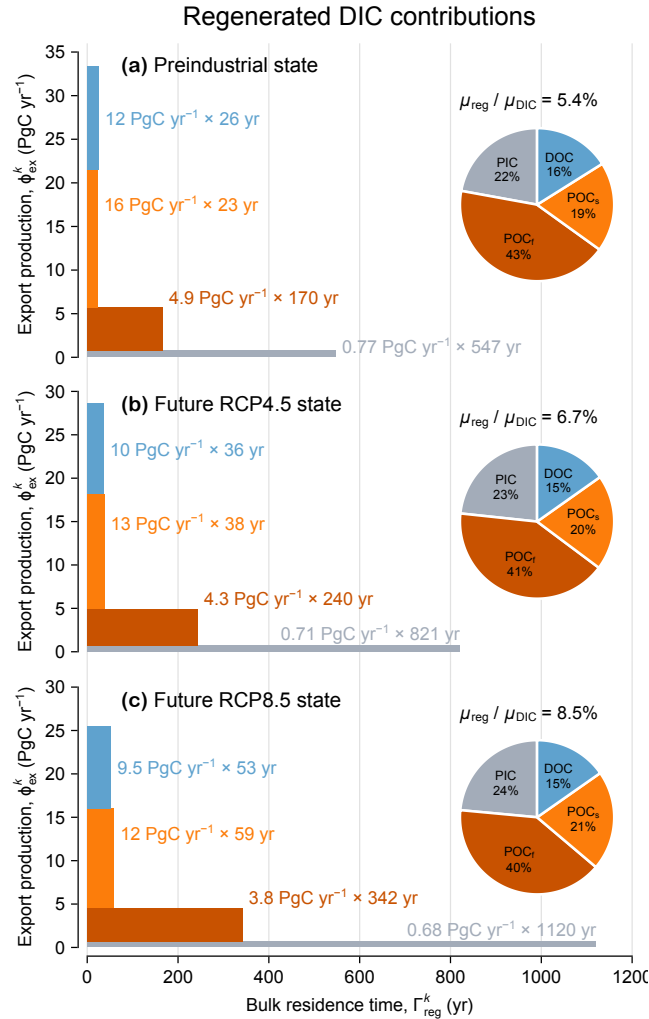 Regenerated DIC contributions
(a) Preindustrial state
Export production, ϕᵏₑₓ (PgC yr⁻¹)
35
30
25
20
15
10
5
0
12 PgC yr⁻¹ × 26 yr
16 PgC yr⁻¹ × 23 yr
4.9 PgC yr⁻¹ × 170 yr
0.77 PgC yr⁻¹ × 547 yr
μreg / μDIC = 5.4%
DOC
16%
POCs
19%
POCf
43%
PIC
22%
(b) Future RCP4.5 state
Export production, ϕᵏₑₓ (PgC yr⁻¹)
30
25
20
15
10
5
0
10 PgC yr⁻¹ × 36 yr
13 PgC yr⁻¹ × 38 yr
4.3 PgC yr⁻¹ × 240 yr
0.71 PgC yr⁻¹ × 821 yr
μreg / μDIC = 6.7%
DOC
15%
POCs
20%
POCf
41%
PIC
23%
(c) Future RCP8.5 state
Export production, ϕᵏₑₓ (PgC yr⁻¹)
30
25
20
15
10
5
0
9.5 PgC yr⁻¹ × 53 yr
12 PgC yr⁻¹ × 59 yr
3.8 PgC yr⁻¹ × 342 yr
0.68 PgC yr⁻¹ × 1120 yr
μreg / μDIC = 8.5%
DOC
15%
POCs
21%
POCf
40%
PIC
24%
0
200
400
600
800
1000
1200
Bulk residence time, Γᵏreg (yr)